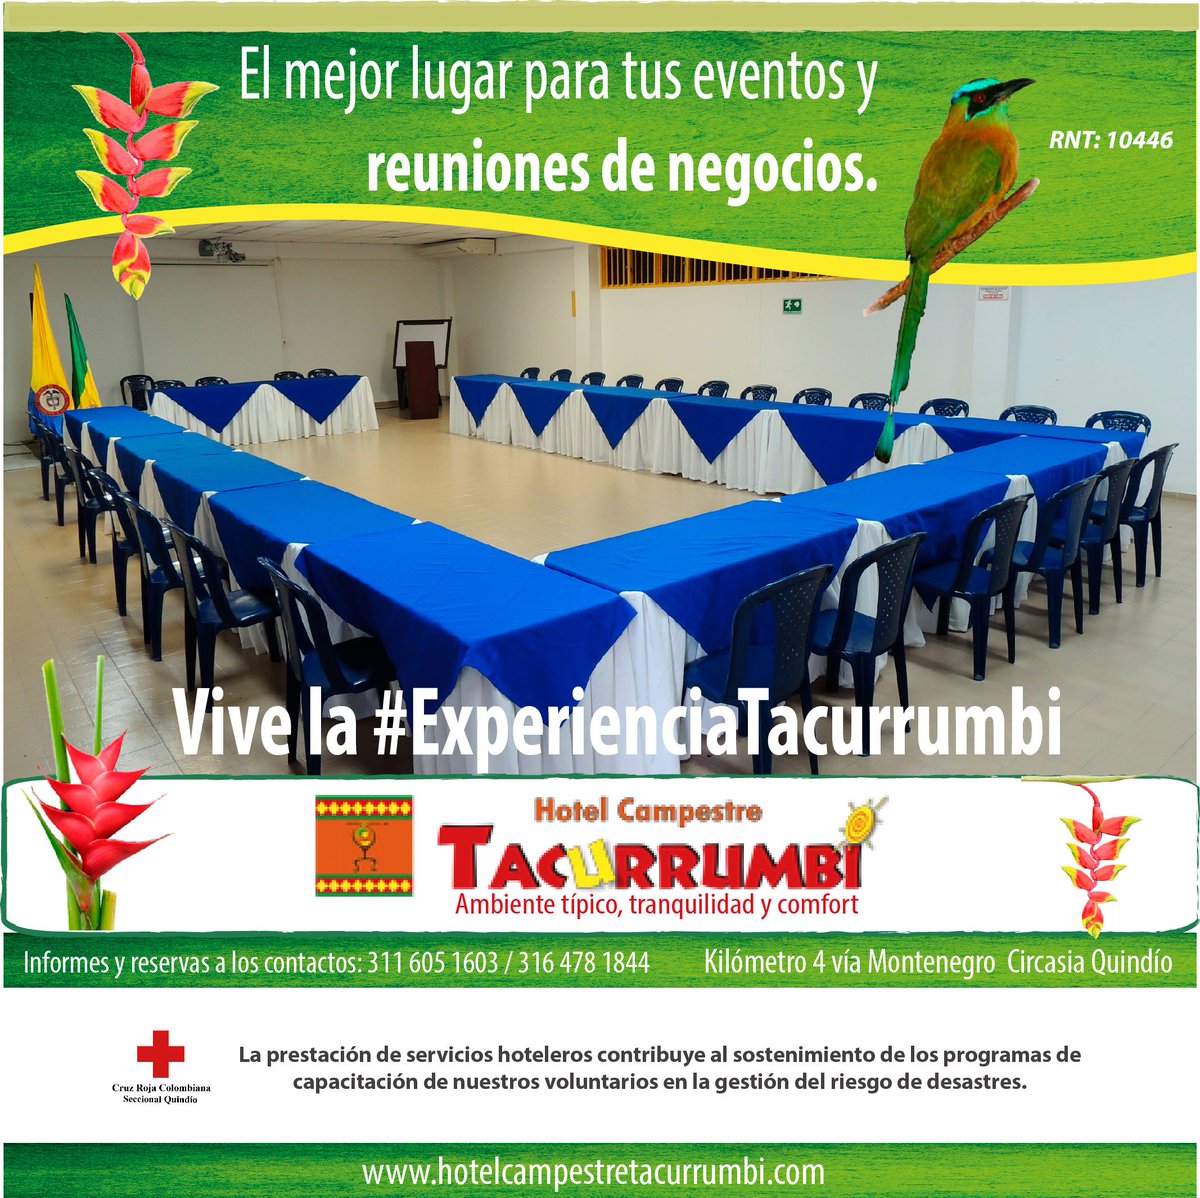 El mejor lugar para tus eventos y
reuniones de negocios.
RNT: 10446
Vive la #ExperienciaTacurrumbi
Hotel Campestre
TACURRUMBI
Ambiente típico, tranquilidad y comfort
Informes y reservas a los contactos: 311 605 1603 / 316 478 1844 Kilómetro 4 vía Montenegro Circasia Quindío
La prestación de servicios hoteleros contribuye al sostenimiento de los programas de
capacitación de nuestros voluntarios en la gestión del riesgo de desastres.
Cruz Roja Colombiana
Seccional Quindío
www.hotelcampestretacurrumbi.com